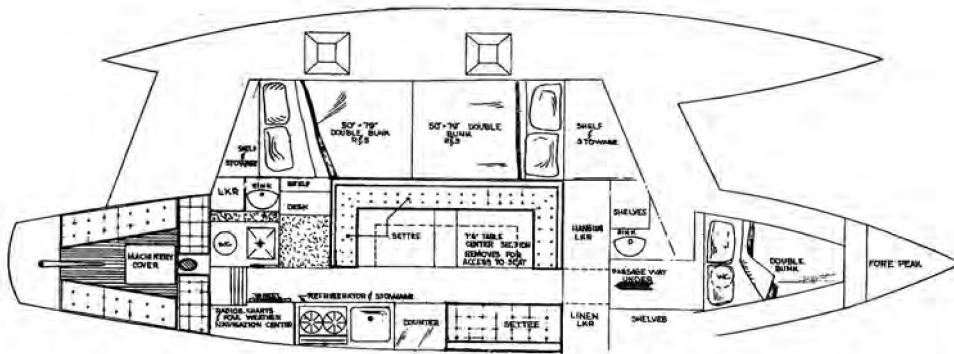 50" x 79"
DOUBLE BUNK
R&S
50" x 79" DOUBLE
BUNK
R&S
SHELF
&
STOWAGE
SHELF
&
STOWAGE
LKR
SINK
SHELF
DESK
SETTEE
TABLE
CENTER SECTION
REMOVES FOR
ACCESS TO SEAT
HANGING
LKR
SHELVES
SINK
PASSAGE WAY
UNDER
WC
DOUBLE
BUNK
FORE PEAK
MACHINERY
COVER
WC
REFRIGERATOR & STOWAGE
RADIOS-CHARTS
& FOUL WEATHER
NAVIGATION CENTER
COUNTER
SETTEE
LINEN
LKR
SHELVES